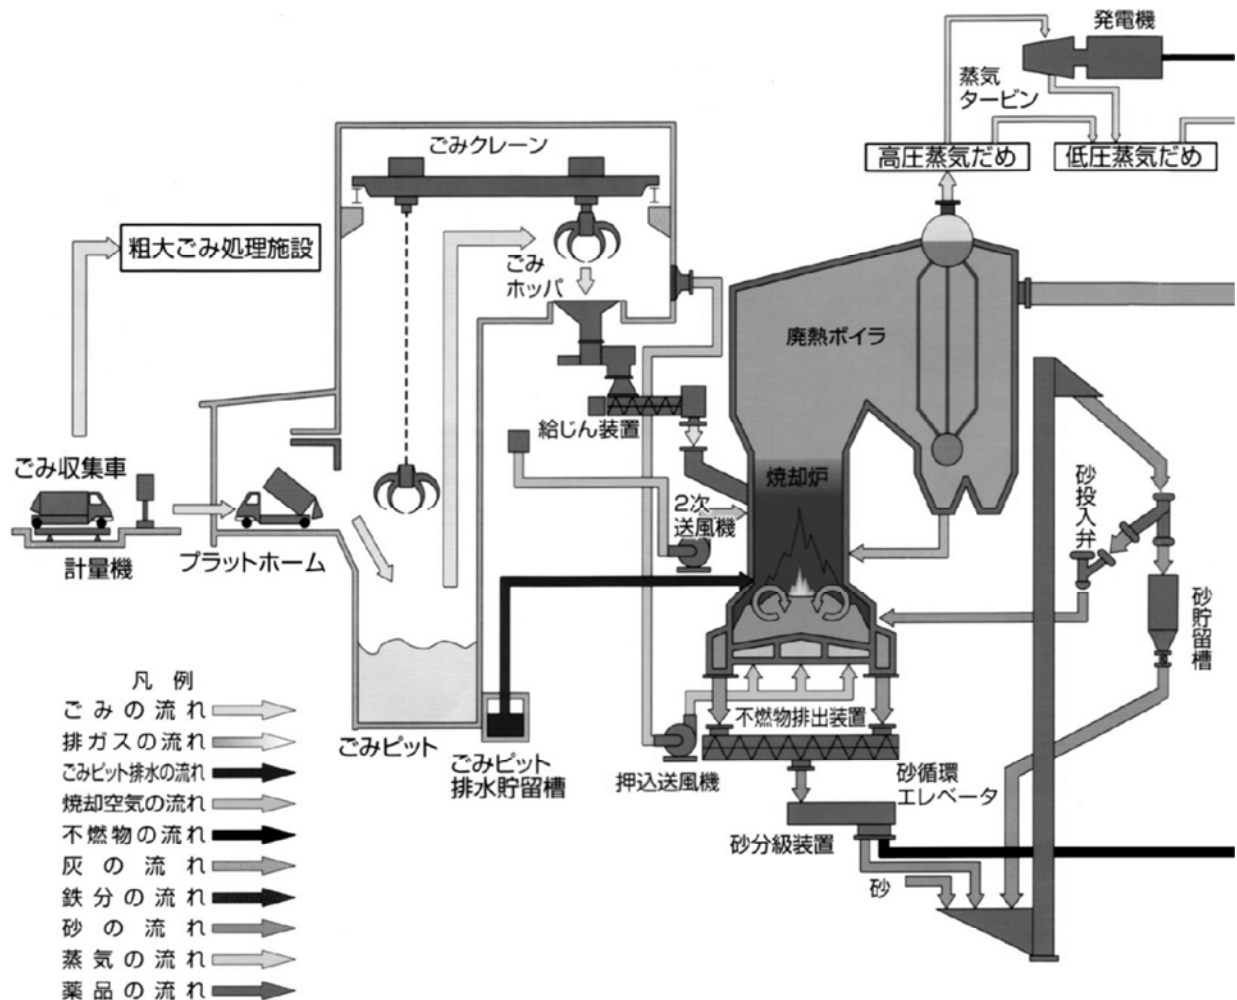 発電機
蒸気
タービン
ごみクレーン
高圧蒸気だめ
低圧蒸気だめ
粗大ごみ処理施設
ごみ
ホッパ
廃熱ボイラ
給じん装置
ごみ収集車
焼却炉
2次
送風機
砂投入弁
計量機
プラットホーム
砂貯留槽
凡例
ごみの流れ
排ガスの流れ
ごみピット排水の流れ
焼却空気の流れ
不燃物の流れ
灰の流れ
鉄分の流れ
砂の流れ
蒸気の流れ
薬品の流れ
ごみピット
ごみピット
排水貯留槽
不燃物排出装置
押込送風機
砂循環
エレベータ
砂分級装置
砂